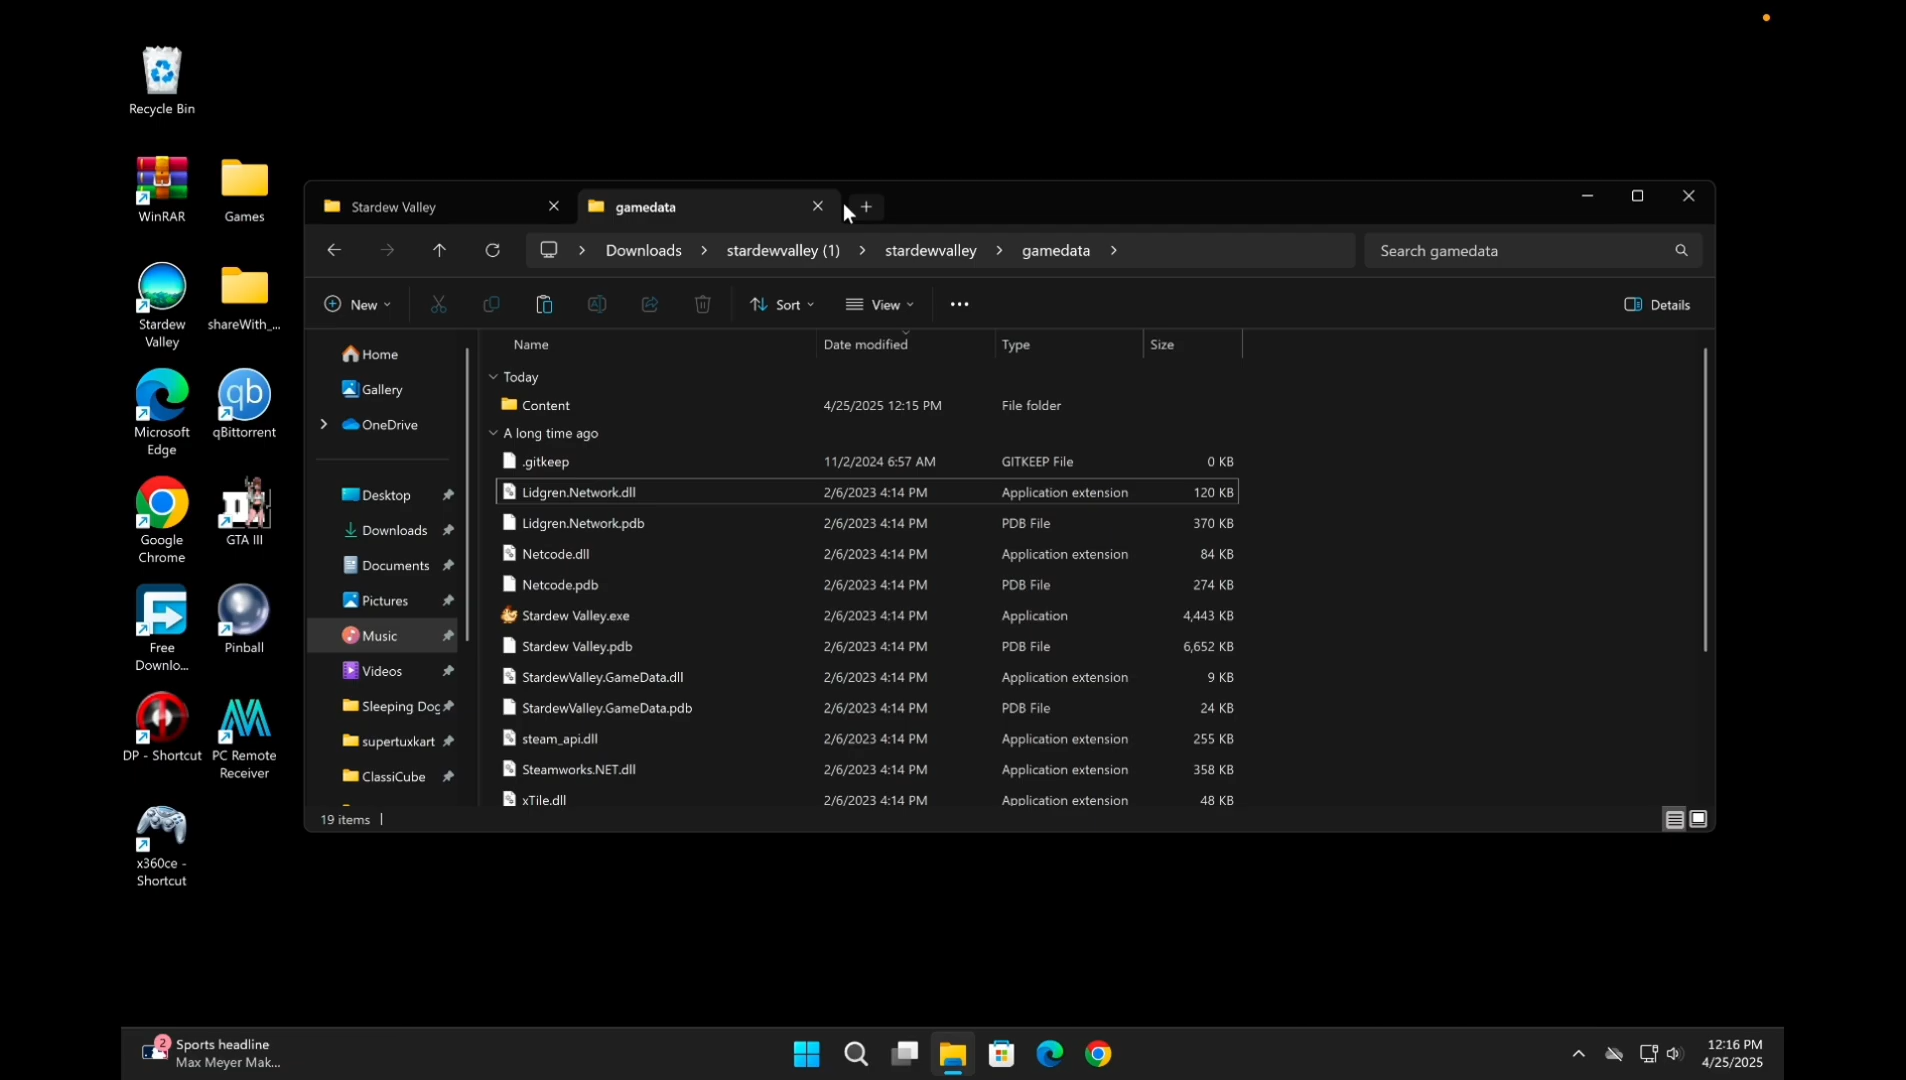 Recycle Bin
WinRAR
Games
Stardew
Valley
shareWith_...
Microsoft
Edge
qBittorrent
Google
Chrome
GTA III
Free
Downlo...
Pinball
DP - Shortcut
PC Remote
Receiver
x360ce -
Shortcut
Stardew Valley
gamedata
Downloads > stardewvalley (1) > stardewvalley > gamedata >
Search gamedata
New
Sort
View
Details
Home
Gallery
OneDrive
Desktop
Downloads
Documents
Pictures
Music
Videos
Sleeping Dog
supertuxkart
ClassiCube
Name Date modified Type Size
Today
Content 4/25/2025 12:15 PM File folder
A long time ago
.gitkeep 11/2/2024 6:57 AM GITKEEP File 0 KB
Lidgren.Network.dll 2/6/2023 4:14 PM Application extension 120 KB
Lidgren.Network.pdb 2/6/2023 4:14 PM PDB File 370 KB
Netcode.dll 2/6/2023 4:14 PM Application extension 84 KB
Netcode.pdb 2/6/2023 4:14 PM PDB File 274 KB
Stardew Valley.exe 2/6/2023 4:14 PM Application 4,443 KB
Stardew Valley.pdb 2/6/2023 4:14 PM PDB File 6,652 KB
StardewValley.GameData.dll 2/6/2023 4:14 PM Application extension 9 KB
StardewValley.GameData.pdb 2/6/2023 4:14 PM PDB File 24 KB
steam_api.dll 2/6/2023 4:14 PM Application extension 255 KB
Steamworks.NET.dll 2/6/2023 4:14 PM Application extension 358 KB
xTile.dll 2/6/2023 4:14 PM Application extension 48 KB
19 items
2
Sports headline
Max Meyer Mak...
12:16 PM
4/25/2025